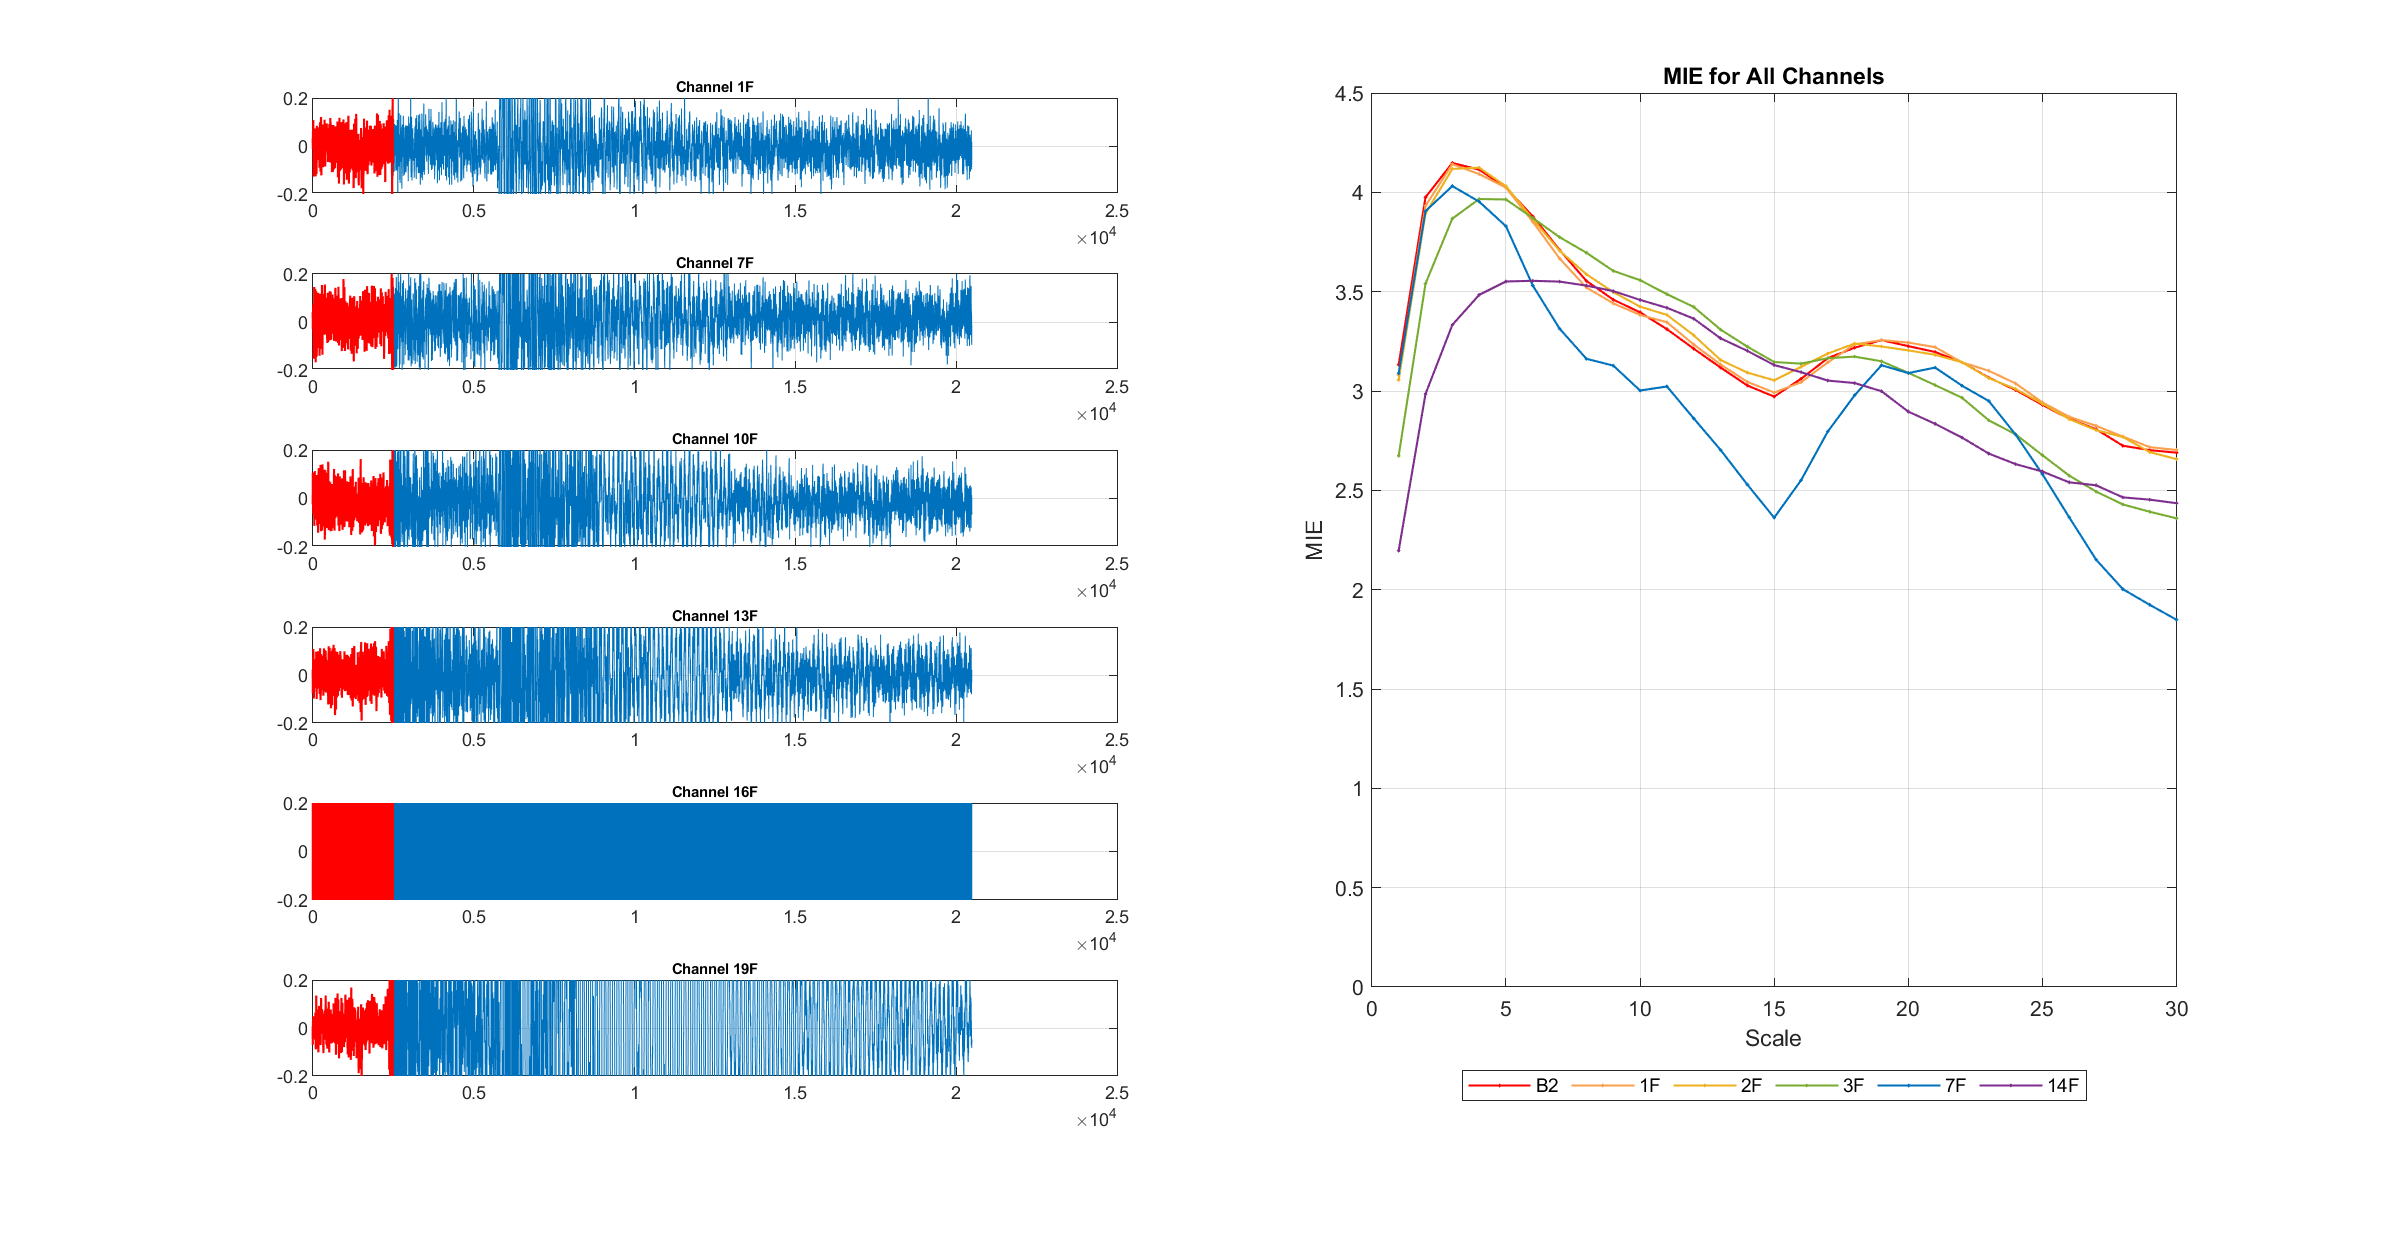 Channel 1F
0.2
0
-0.2
0 0.5 1 1.5 2 2.5
×10^4
Channel 7F
0.2
0
-0.2
0 0.5 1 1.5 2 2.5
×10^4
Channel 10F
0.2
0
-0.2
0 0.5 1 1.5 2 2.5
×10^4
Channel 13F
0.2
0
-0.2
0 0.5 1 1.5 2 2.5
×10^4
Channel 16F
0.2
0
-0.2
0 0.5 1 1.5 2 2.5
×10^4
Channel 19F
0.2
0
-0.2
0 0.5 1 1.5 2 2.5
×10^4
MIE for All Channels
4.5
4
3.5
3
2.5
2
1.5
1
0.5
0
MIE
0 5 10 15 20 25 30
Scale
B2 1F 2F 3F 7F 14F